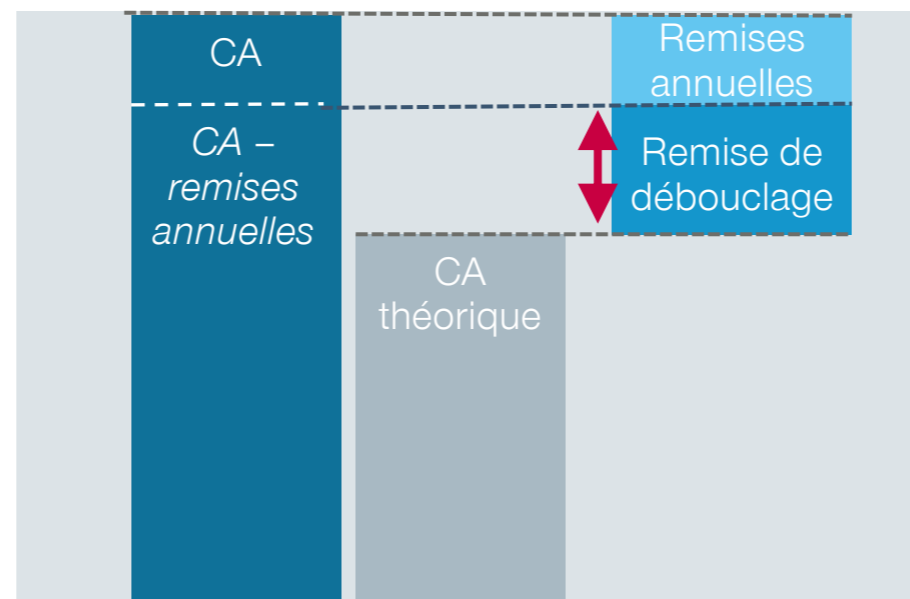 CA
CA –
remises
annuelles
CA
théorique
Remises
annuelles
Remise de
débouclage